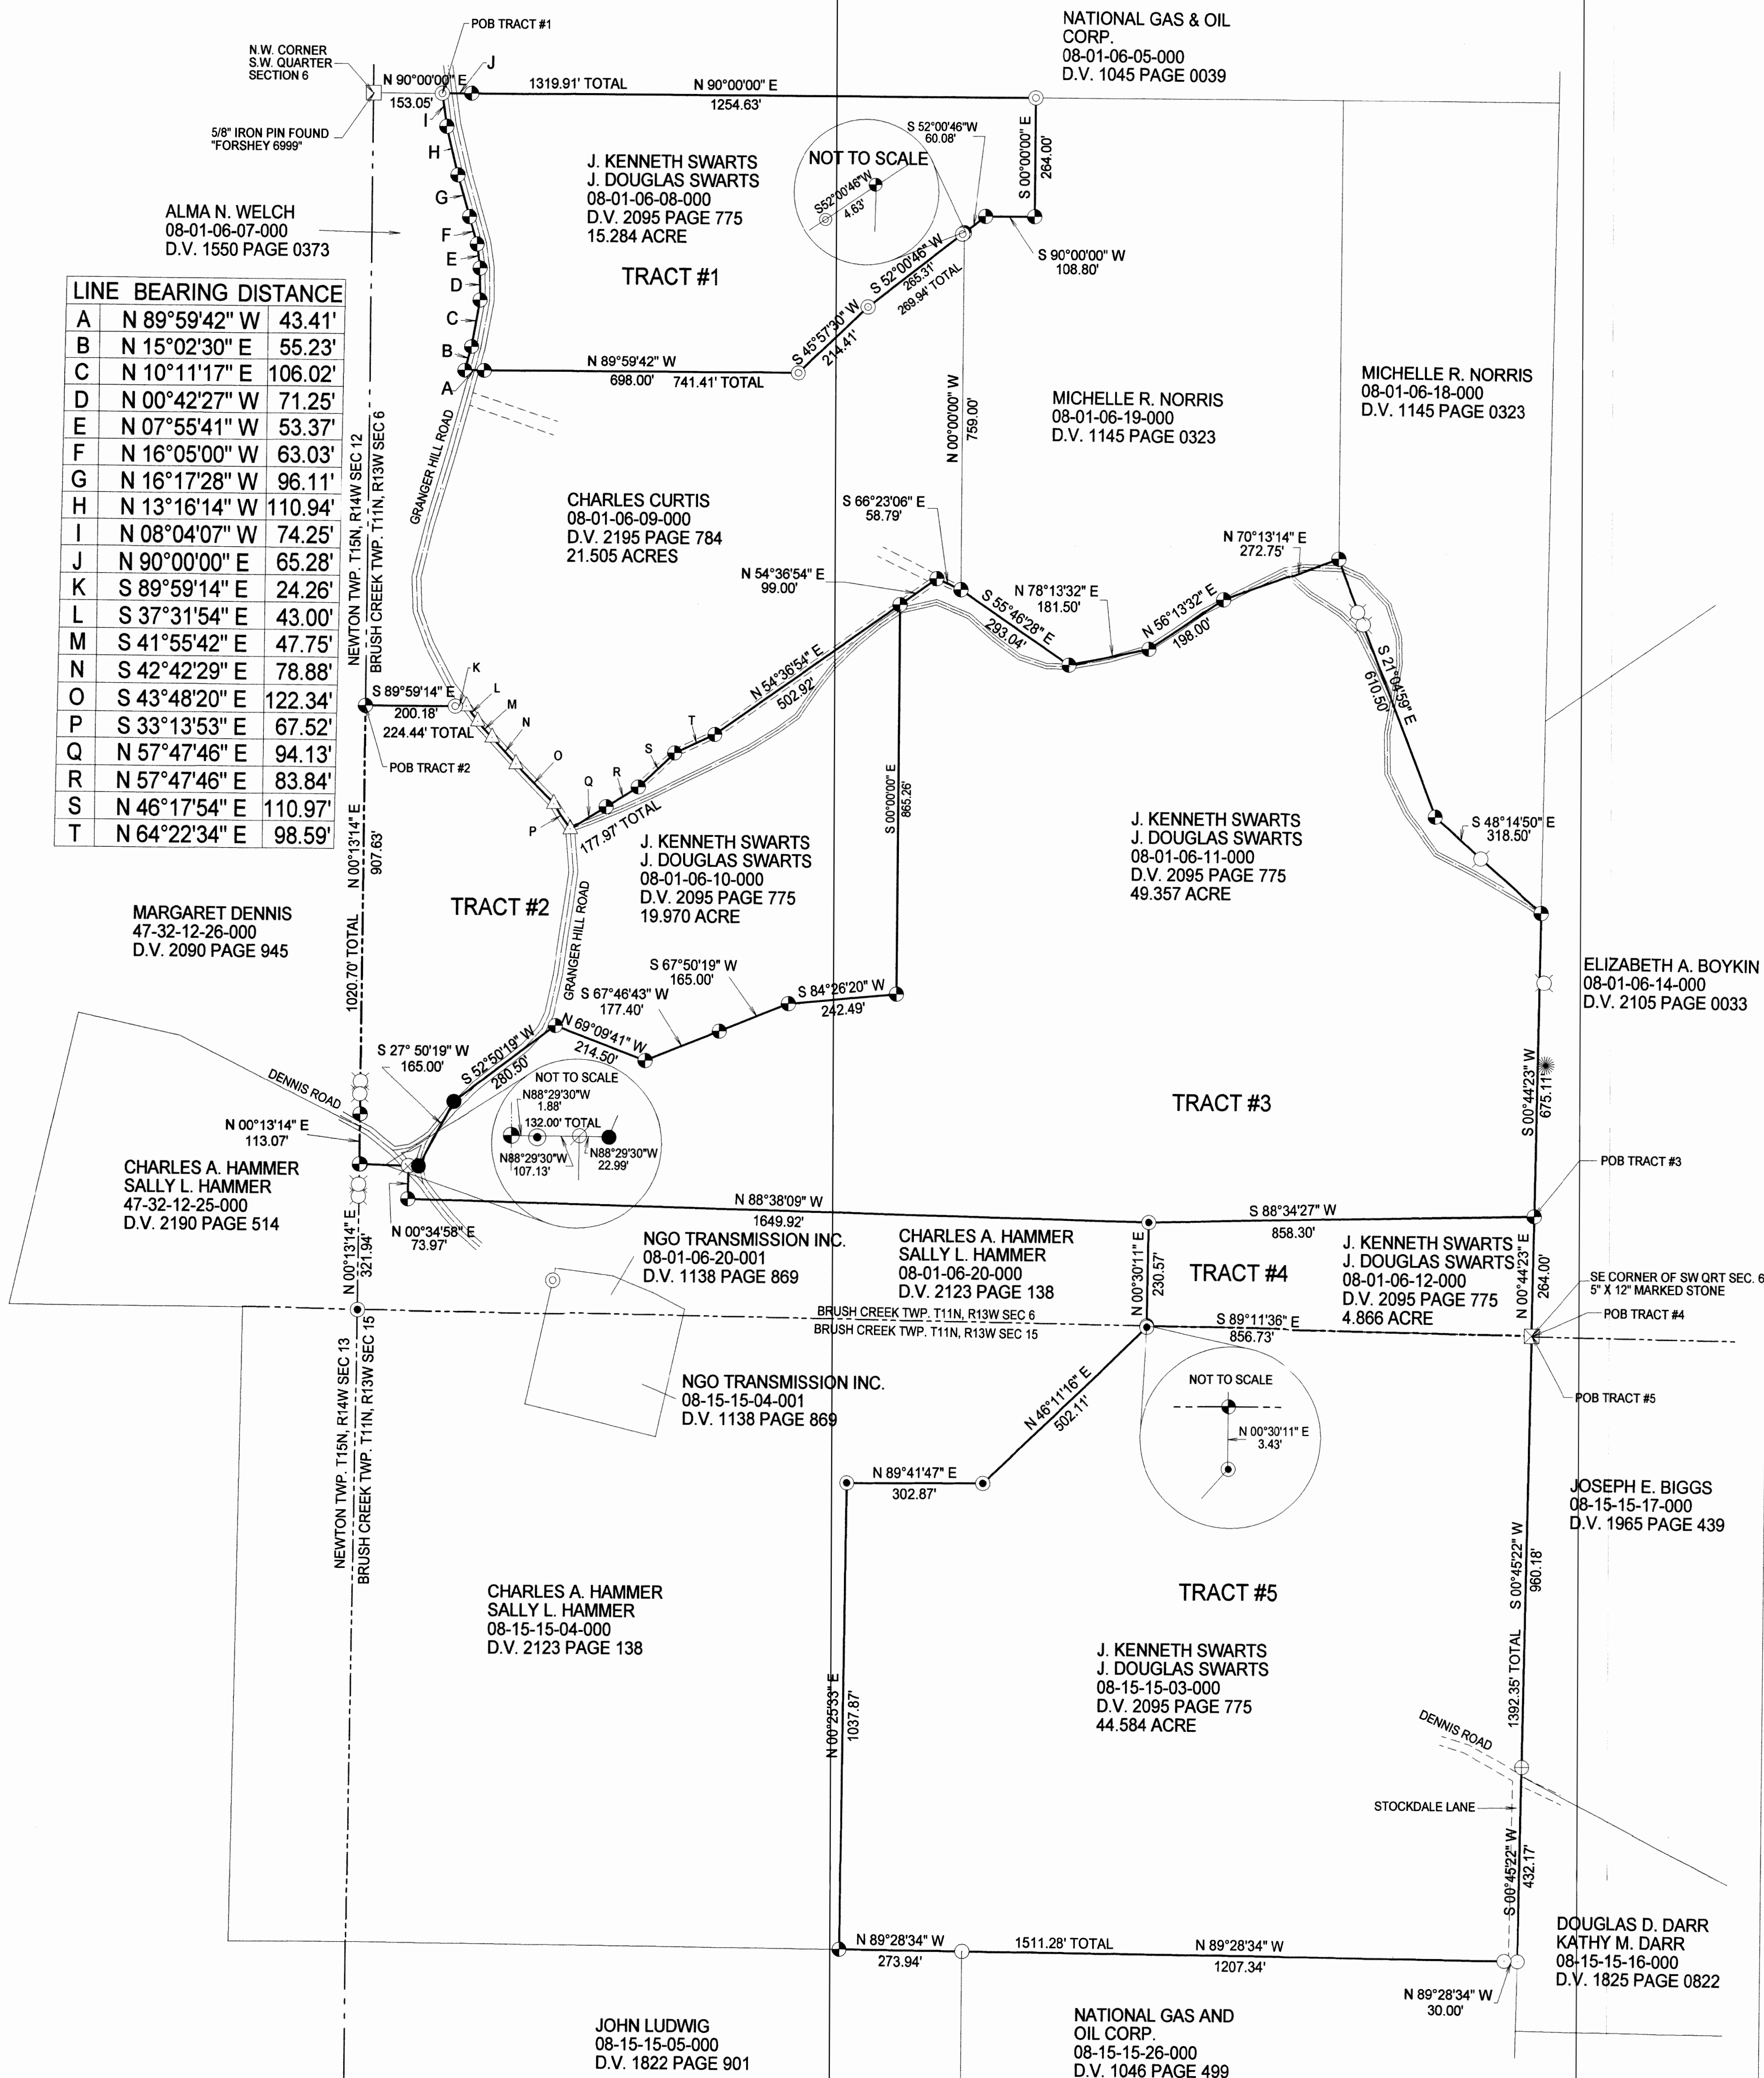 POB TRACT #1
NATIONAL GAS & OIL
CORP.
08-01-06-05-000
D.V. 1045 PAGE 0039
N.W. CORNER
S.W. QUARTER
SECTION 6
N 90°00'00" E
153.05'
J
1319.91' TOTAL
N 90°00'00" E
1254.63'
5/8" IRON PIN FOUND
"FORSHEY 6999"
I
H
G
F
E
D
C
B
A
J. KENNETH SWARTS
J. DOUGLAS SWARTS
08-01-06-08-000
D.V. 2095 PAGE 775
15.284 ACRE
TRACT #1
NOT TO SCALE
S52°00'46"W
4.63'
S 52°00'46"W
60.08'
S 00°00'00" E
264.00'
S 90°00'00" W
108.80'
S 52°00'46" W
265.31'
269.94' TOTAL
S 45°57'30" W
214.41'
N 89°59'42" W
698.00'
741.41' TOTAL
ALMA N. WELCH
08-01-06-07-000
D.V. 1550 PAGE 0373
LINE BEARING DISTANCE
A N 89°59'42" W 43.41'
B N 15°02'30" E 55.23'
C N 10°11'17" E 106.02'
D N 00°42'27" W 71.25'
E N 07°55'41" W 53.37'
F N 16°05'00" W 63.03'
G N 16°17'28" W 96.11'
H N 13°16'14" W 110.94'
I N 08°04'07" W 74.25'
J N 90°00'00" E 65.28'
K S 89°59'14" E 24.26'
L S 37°31'54" E 43.00'
M S 41°55'42" E 47.75'
N S 42°42'29" E 78.88'
O S 43°48'20" E 122.34'
P S 33°13'53" E 67.52'
Q N 57°47'46" E 94.13'
R N 57°47'46" E 83.84'
S N 46°17'54" E 110.97'
T N 64°22'34" E 98.59'
NEWTON TWP. T15N, R14W SEC 12
BRUSH CREEK TWP. T11N, R13W SEC 6
GRANGER HILL ROAD
N 00°00'00" W
759.00'
MICHELLE R. NORRIS
08-01-06-19-000
D.V. 1145 PAGE 0323
MICHELLE R. NORRIS
08-01-06-18-000
D.V. 1145 PAGE 0323
CHARLES CURTIS
08-01-06-09-000
D.V. 2195 PAGE 784
21.505 ACRES
S 66°23'06" E
58.79'
N 54°36'54" E
99.00'
S 55°46'28" E
293.04'
N 78°13'32" E
181.50'
N 56°13'32" E
198.00'
N 70°13'14" E
272.75'
S 21°04'59" E
610.50'
S 48°14'50" E
318.50'
S 89°59'14" E
200.18'
224.44' TOTAL
POB TRACT #2
K
L
M
N
O
P
Q
R
S
T
N 54°36'54" E
502.92'
177.97' TOTAL
S 00°00'00" E
865.26'
1020.70' TOTAL N 00°13'14" E
907.63'
TRACT #2
J. KENNETH SWARTS
J. DOUGLAS SWARTS
08-01-06-10-000
D.V. 2095 PAGE 775
19.970 ACRE
J. KENNETH SWARTS
J. DOUGLAS SWARTS
08-01-06-11-000
D.V. 2095 PAGE 775
49.357 ACRE
MARGARET DENNIS
47-32-12-26-000
D.V. 2090 PAGE 945
GRANGER HILL ROAD
S 67°50'19" W
165.00'
S 67°46'43" W
177.40'
S 84°26'20" W
242.49'
N 69°09'41" W
214.50'
S 52°50'19" W
280.50'
S 27° 50'19" W
165.00'
ELIZABETH A. BOYKIN
08-01-06-14-000
D.V. 2105 PAGE 0033
S 00°44'23" W
675.11'
DENNIS ROAD
NOT TO SCALE
N88°29'30"W
1.88'
132.00' TOTAL
N88°29'30"W
107.13'
N88°29'30"W
22.99'
N 00°13'14" E
113.07'
TRACT #3
POB TRACT #3
CHARLES A. HAMMER
SALLY L. HAMMER
47-32-12-25-000
D.V. 2190 PAGE 514
N 00°34'58" E
73.97'
N 00°13'14" E
321.94'
N 88°38'09" W
1649.92'
S 88°34'27" W
858.30'
NGO TRANSMISSION INC.
08-01-06-20-001
D.V. 1138 PAGE 869
CHARLES A. HAMMER
SALLY L. HAMMER
08-01-06-20-000
D.V. 2123 PAGE 138
N 00°30'11" E
230.57'
TRACT #4
J. KENNETH SWARTS
J. DOUGLAS SWARTS
08-01-06-12-000
D.V. 2095 PAGE 775
4.866 ACRE
N 00°44'23" E
264.00'
SE CORNER OF SW QRT SEC. 6
5" X 12" MARKED STONE
POB TRACT #4
BRUSH CREEK TWP. T11N, R13W SEC 6
BRUSH CREEK TWP. T11N, R13W SEC 15
S 89°11'36" E
856.73'
POB TRACT #5
NEWTON TWP. T15N, R14W SEC 13
BRUSH CREEK TWP. T11N, R13W SEC 15
NGO TRANSMISSION INC.
08-15-15-04-001
D.V. 1138 PAGE 869
NOT TO SCALE
N 00°30'11" E
3.43'
N 46°11'16" E
502.11'
N 89°41'47" E
302.87'
JOSEPH E. BIGGS
08-15-15-17-000
D.V. 1965 PAGE 439
CHARLES A. HAMMER
SALLY L. HAMMER
08-15-15-04-000
D.V. 2123 PAGE 138
TRACT #5
J. KENNETH SWARTS
J. DOUGLAS SWARTS
08-15-15-03-000
D.V. 2095 PAGE 775
44.584 ACRE
N 00°25'33" E
1037.87'
1392.35' TOTAL S 00°45'22" W
960.18'
DENNIS ROAD
STOCKDALE LANE
S 00°45'22" W
432.17'
N 89°28'34" W
273.94'
1511.28' TOTAL
N 89°28'34" W
1207.34'
N 89°28'34" W
30.00'
DOUGLAS D. DARR
KATHY M. DARR
08-15-15-16-000
D.V. 1825 PAGE 0822
JOHN LUDWIG
08-15-15-05-000
D.V. 1822 PAGE 901
NATIONAL GAS AND
OIL CORP.
08-15-15-26-000
D.V. 1046 PAGE 499